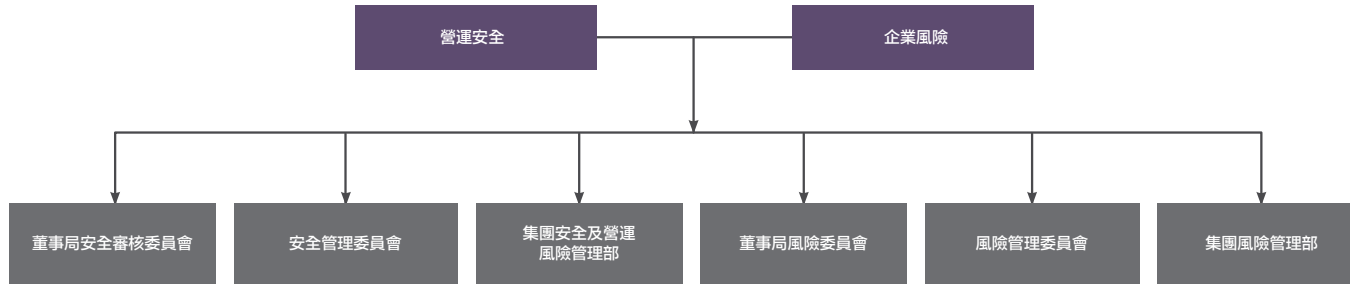 營運安全
企業風險
董事局安全審核委員會
安全管理委員會
集團安全及營運
風險管理部
董事局風險委員會
風險管理委員會
集團風險管理部